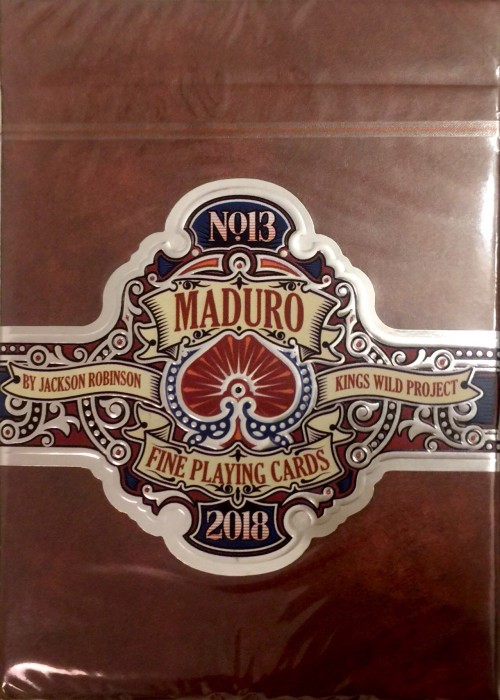 No13
MADURO
BY JACKSON ROBINSON
KINGS WILD PROJECT
FINE PLAYING CARDS
2018